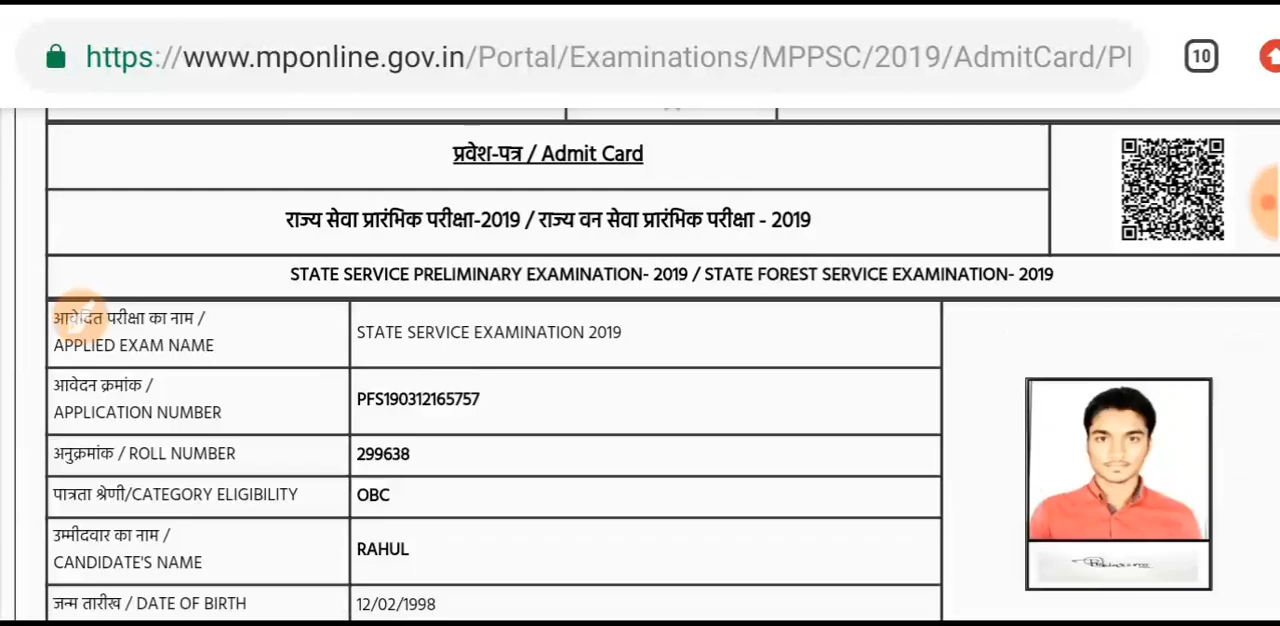 https://www.mponline.gov.in/Portal/Examinations/MPPSC/2019/AdmitCard/Pl
10
प्रवेश-पत्र / Admit Card
राज्य सेवा प्रारंभिक परीक्षा-2019 / राज्य वन सेवा प्रारंभिक परीक्षा - 2019
STATE SERVICE PRELIMINARY EXAMINATION- 2019 / STATE FOREST SERVICE EXAMINATION- 2019
आवेदित परीक्षा का नाम /
APPLIED EXAM NAME
STATE SERVICE EXAMINATION 2019
आवेदन क्रमांक /
APPLICATION NUMBER
PFS190312165757
अनुक्रमांक / ROLL NUMBER
299638
पात्रता श्रेणी/CATEGORY ELIGIBILITY
OBC
उम्मीदवार का नाम /
CANDIDATE'S NAME
RAHUL
जन्म तारीख / DATE OF BIRTH
12/02/1998